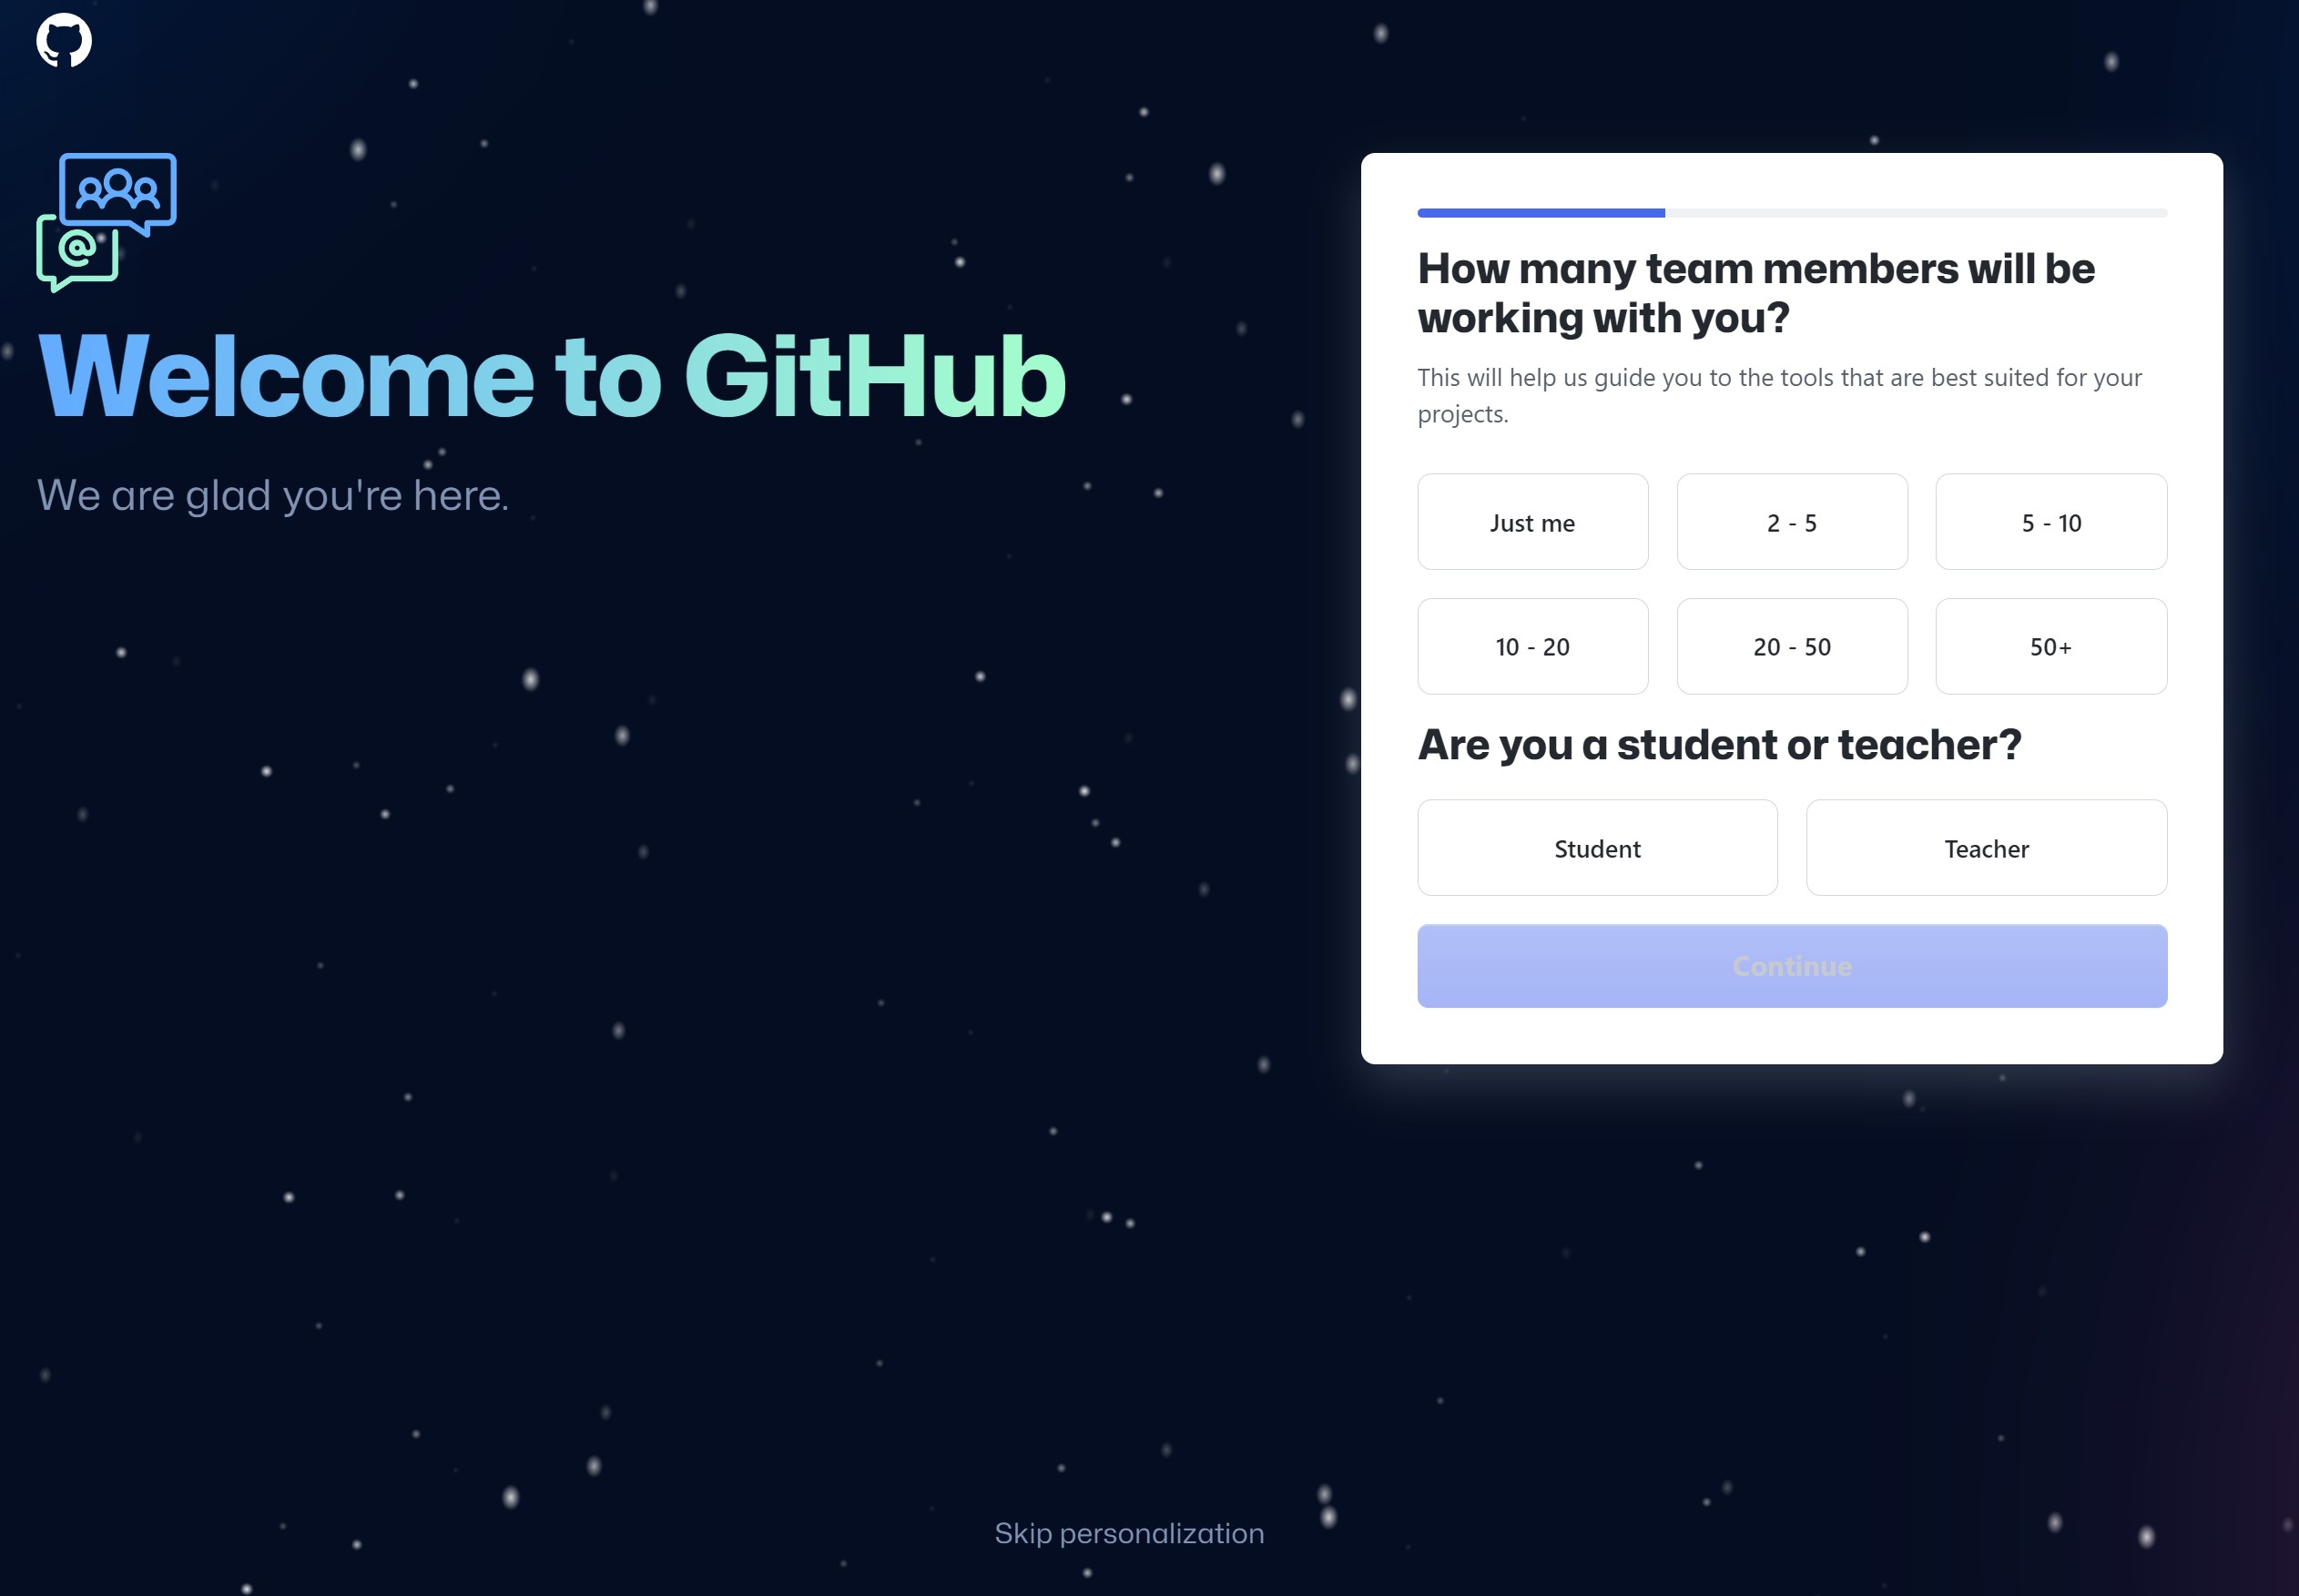 @
Welcome to GitHub
We are glad you're here.
How many team members will be
working with you?
This will help us guide you to the tools that are best suited for your
projects.
Just me
2 - 5
5 - 10
10 - 20
20 - 50
50+
Are you a student or teacher?
Student
Teacher
Continue
Skip personalization